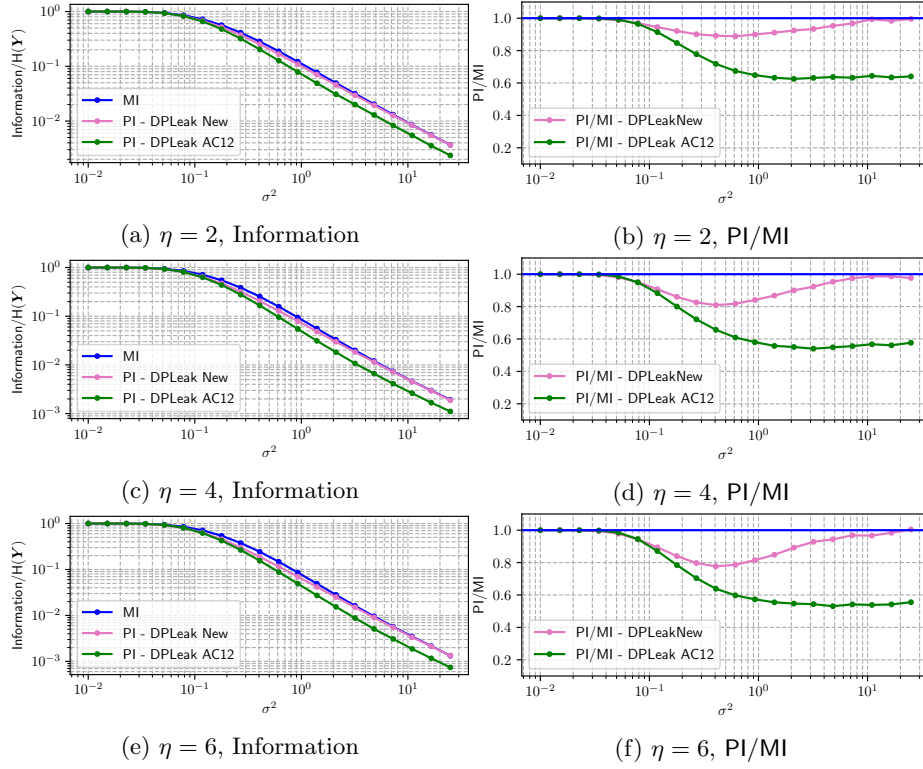 10⁰
10⁻¹
10⁻²
Information/H(Y)
MI
PI - DPLeak New
PI - DPLeak AC12
10⁻² 10⁻¹ 10⁰ 10¹
σ²
(a) η = 2, Information
1.0
0.8
0.6
0.4
0.2
PI/MI
PI/MI - DPLeakNew
PI/MI - DPLeak AC12
10⁻² 10⁻¹ 10⁰ 10¹
σ²
(b) η = 2, PI/MI
10⁰
10⁻¹
10⁻²
10⁻³
Information/H(Y)
MI
PI - DPLeak New
PI - DPLeak AC12
10⁻² 10⁻¹ 10⁰ 10¹
σ²
(c) η = 4, Information
1.0
0.8
0.6
0.4
0.2
PI/MI
PI/MI - DPLeakNew
PI/MI - DPLeak AC12
10⁻² 10⁻¹ 10⁰ 10¹
σ²
(d) η = 4, PI/MI
10⁰
10⁻¹
10⁻²
10⁻³
Information/H(Y)
MI
PI - DPLeak New
PI - DPLeak AC12
10⁻² 10⁻¹ 10⁰ 10¹
σ²
(e) η = 6, Information
1.0
0.8
0.6
0.4
0.2
PI/MI
PI/MI - DPLeakNew
PI/MI - DPLeak AC12
10⁻² 10⁻¹ 10⁰ 10¹
σ²
(f) η = 6, PI/MI